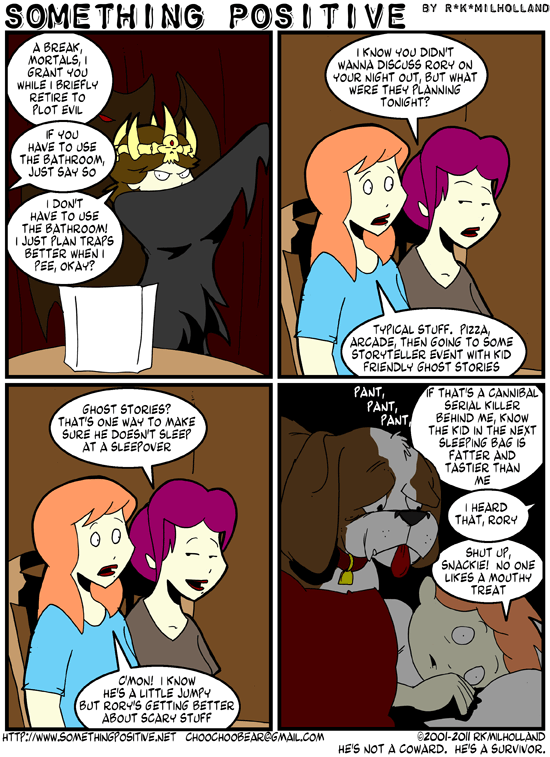 SOMETHING POSITIVE BY R*K*MILHOLLAND
A BREAK,
MORTALS, I
GRANT YOU
WHILE I BRIEFLY
RETIRE TO
PLOT EVIL
IF YOU
HAVE TO USE
THE BATHROOM,
JUST SAY SO
I DON'T
HAVE TO USE
THE BATHROOM!
I JUST PLAN TRAPS
BETTER WHEN I
PEE, OKAY?
I KNOW YOU DIDN'T
WANNA DISCUSS RORY ON
YOUR NIGHT OUT, BUT WHAT
WERE THEY PLANNING
TONIGHT?
TYPICAL STUFF. PIZZA,
ARCADE, THEN GOING TO SOME
STORYTELLER EVENT WITH KID
FRIENDLY GHOST STORIES
GHOST STORIES?
THAT'S ONE WAY TO MAKE
SURE HE DOESN'T SLEEP
AT A SLEEPOVER
C'MON! I KNOW
HE'S A LITTLE JUMPY
BUT RORY'S GETTING BETTER
ABOUT SCARY STUFF
PANT,
PANT,
PANT,
IF THAT'S A CANNIBAL
SERIAL KILLER
BEHIND ME, KNOW
THE KID IN THE NEXT
SLEEPING BAG IS
FATTER AND
TASTIER THAN
ME
I HEARD
THAT, RORY
SHUT UP,
SNACKIE! NO ONE
LIKES A MOUTHY
TREAT
HTTP://WWW.SOMETHINGPOSITIVE.NET CHOOCHOOBEAR@GMAIL.COM ©2001-2011 RKMILHOLLAND
HE'S NOT A COWARD. HE'S A SURVIVOR.